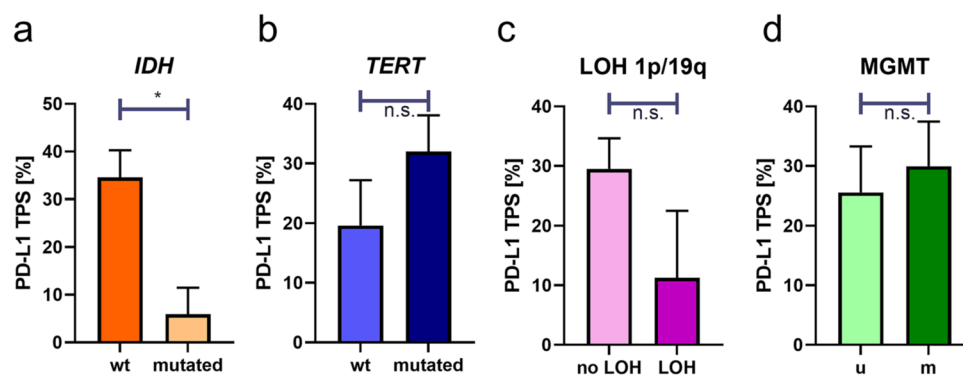 a
IDH
*
PD-L1 TPS [%]
50
40
30
20
10
0
wt
mutated
b
TERT
n.s.
PD-L1 TPS [%]
40
30
20
10
0
wt
mutated
c
LOH 1p/19q
n.s.
PD-L1 TPS [%]
40
30
20
10
0
no LOH
LOH
d
MGMT
n.s.
PD-L1 TPS [%]
40
30
20
10
0
u
m